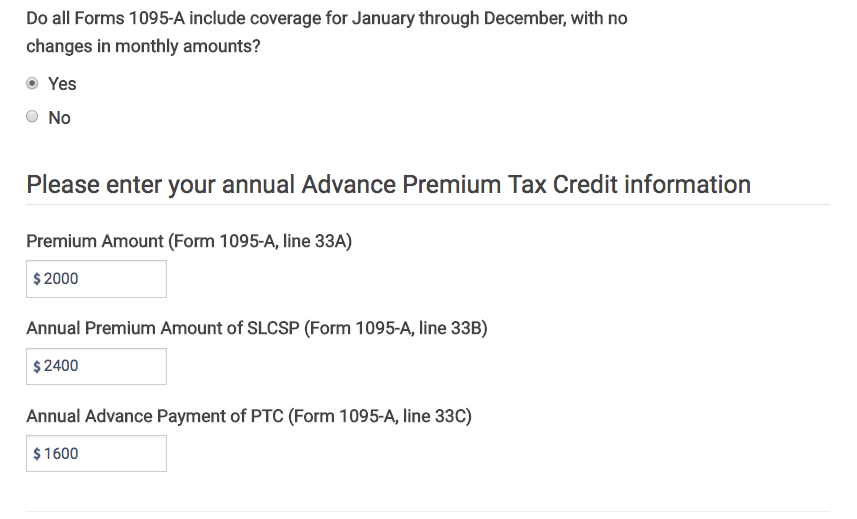 Do all Forms 1095-A include coverage for January through December, with no
changes in monthly amounts?
Yes
No
Please enter your annual Advance Premium Tax Credit information
Premium Amount (Form 1095-A, line 33A)
$ 2000
Annual Premium Amount of SLCSP (Form 1095-A, line 33B)
$ 2400
Annual Advance Payment of PTC (Form 1095-A, line 33C)
$ 1600